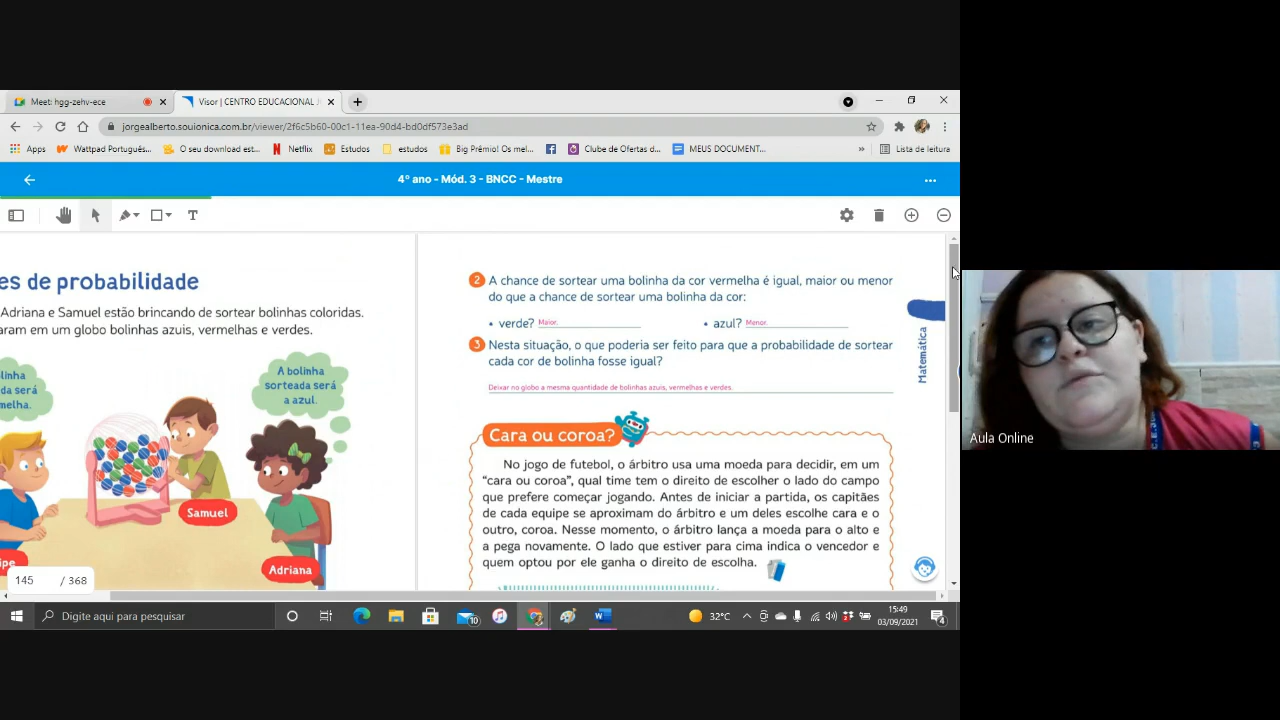 Meet: hgg-zehv-ece
Visor | CENTRO EDUCACIONAL J
jorgealberto.souionica.com.br/viewer/2f6c5b60-00c1-11ea-90d4-bd0df573e3ad
Apps
Wattpad Português...
O seu download est...
Netflix
Estudos
estudos
Big Prêmio! Os mel...
Clube de Ofertas d...
MEUS DOCUMENT...
»
Lista de leitura
4º ano - Mód. 3 - BNCC - Mestre
T
es de probabilidade
Adriana e Samuel estão brincando de sortear bolinhas coloridas.
aram em um globo bolinhas azuis, vermelhas e verdes.
linha
da será
melha.
A bolinha
sorteada será
a azul.
Samuel
ipe
Adriana
145 / 368
2 A chance de sortear uma bolinha da cor vermelha é igual, maior ou menor
do que a chance de sortear uma bolinha da cor:
• verde? Maior.
• azul? Menor.
3 Nesta situação, o que poderia ser feito para que a probabilidade de sortear
cada cor de bolinha fosse igual?
Deixar no globo a mesma quantidade de bolinhas azuis, vermelhas e verdes.
Cara ou coroa?
No jogo de futebol, o árbitro usa uma moeda para decidir, em um
“cara ou coroa”, qual time tem o direito de escolher o lado do campo
que prefere começar jogando. Antes de iniciar a partida, os capitães
de cada equipe se aproximam do árbitro e um deles escolhe cara e o
outro, coroa. Nesse momento, o árbitro lança a moeda para o alto e
a pega novamente. O lado que estiver para cima indica o vencedor e
quem optou por ele ganha o direito de escolha.
Matemática
Aula Online
Digite aqui para pesquisar
10
32°C
15:49
03/09/2021
4